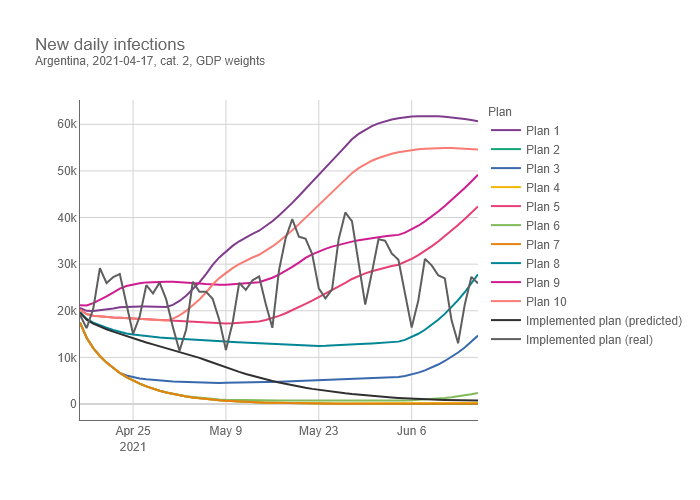 New daily infections
Argentina, 2021-04-17, cat. 2, GDP weights
Plan
60k
50k
40k
30k
20k
10k
0
Apr 25
2021
May 9
May 23
Jun 6
Plan 1
Plan 2
Plan 3
Plan 4
Plan 5
Plan 6
Plan 7
Plan 8
Plan 9
Plan 10
Implemented plan (predicted)
Implemented plan (real)